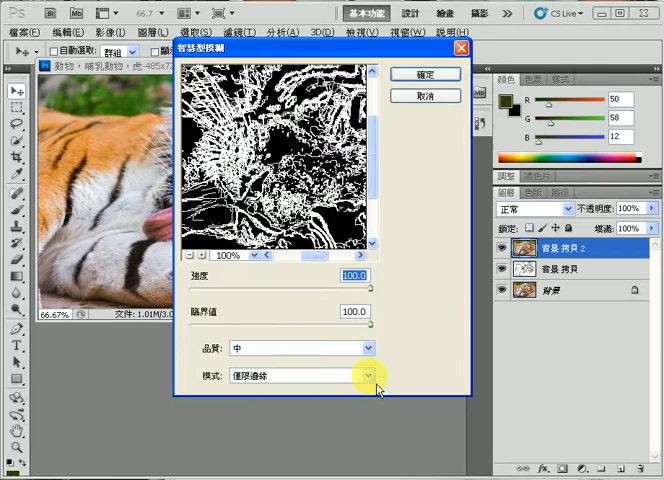 Ps Br Mb 66.7 基本功能 設計 繪畫 攝影 CS Live
檔案(F) 編輯(E) 影像(I) 圖層(L) 選取(S) 濾鏡(T) 分析(A) 3D(D) 檢視(V) 視窗(W) 說明(H)
自動選取: 群組
動物，哺乳動物，虎-485x72
智慧型模糊
確定
取消
100%
強度 100.0
臨界值 100.0
品質: 中
模式: 僅限邊緣
66.67% 文件: 1.01M/3.0
Mb
顏色 色票 樣式
R 50
G 58
B 12
調整 遮色片
圖層 色版 路徑
正常 不透明度: 100%
鎖定: 填滿: 100%
背景 拷貝 2
背景 拷貝
背景
fx